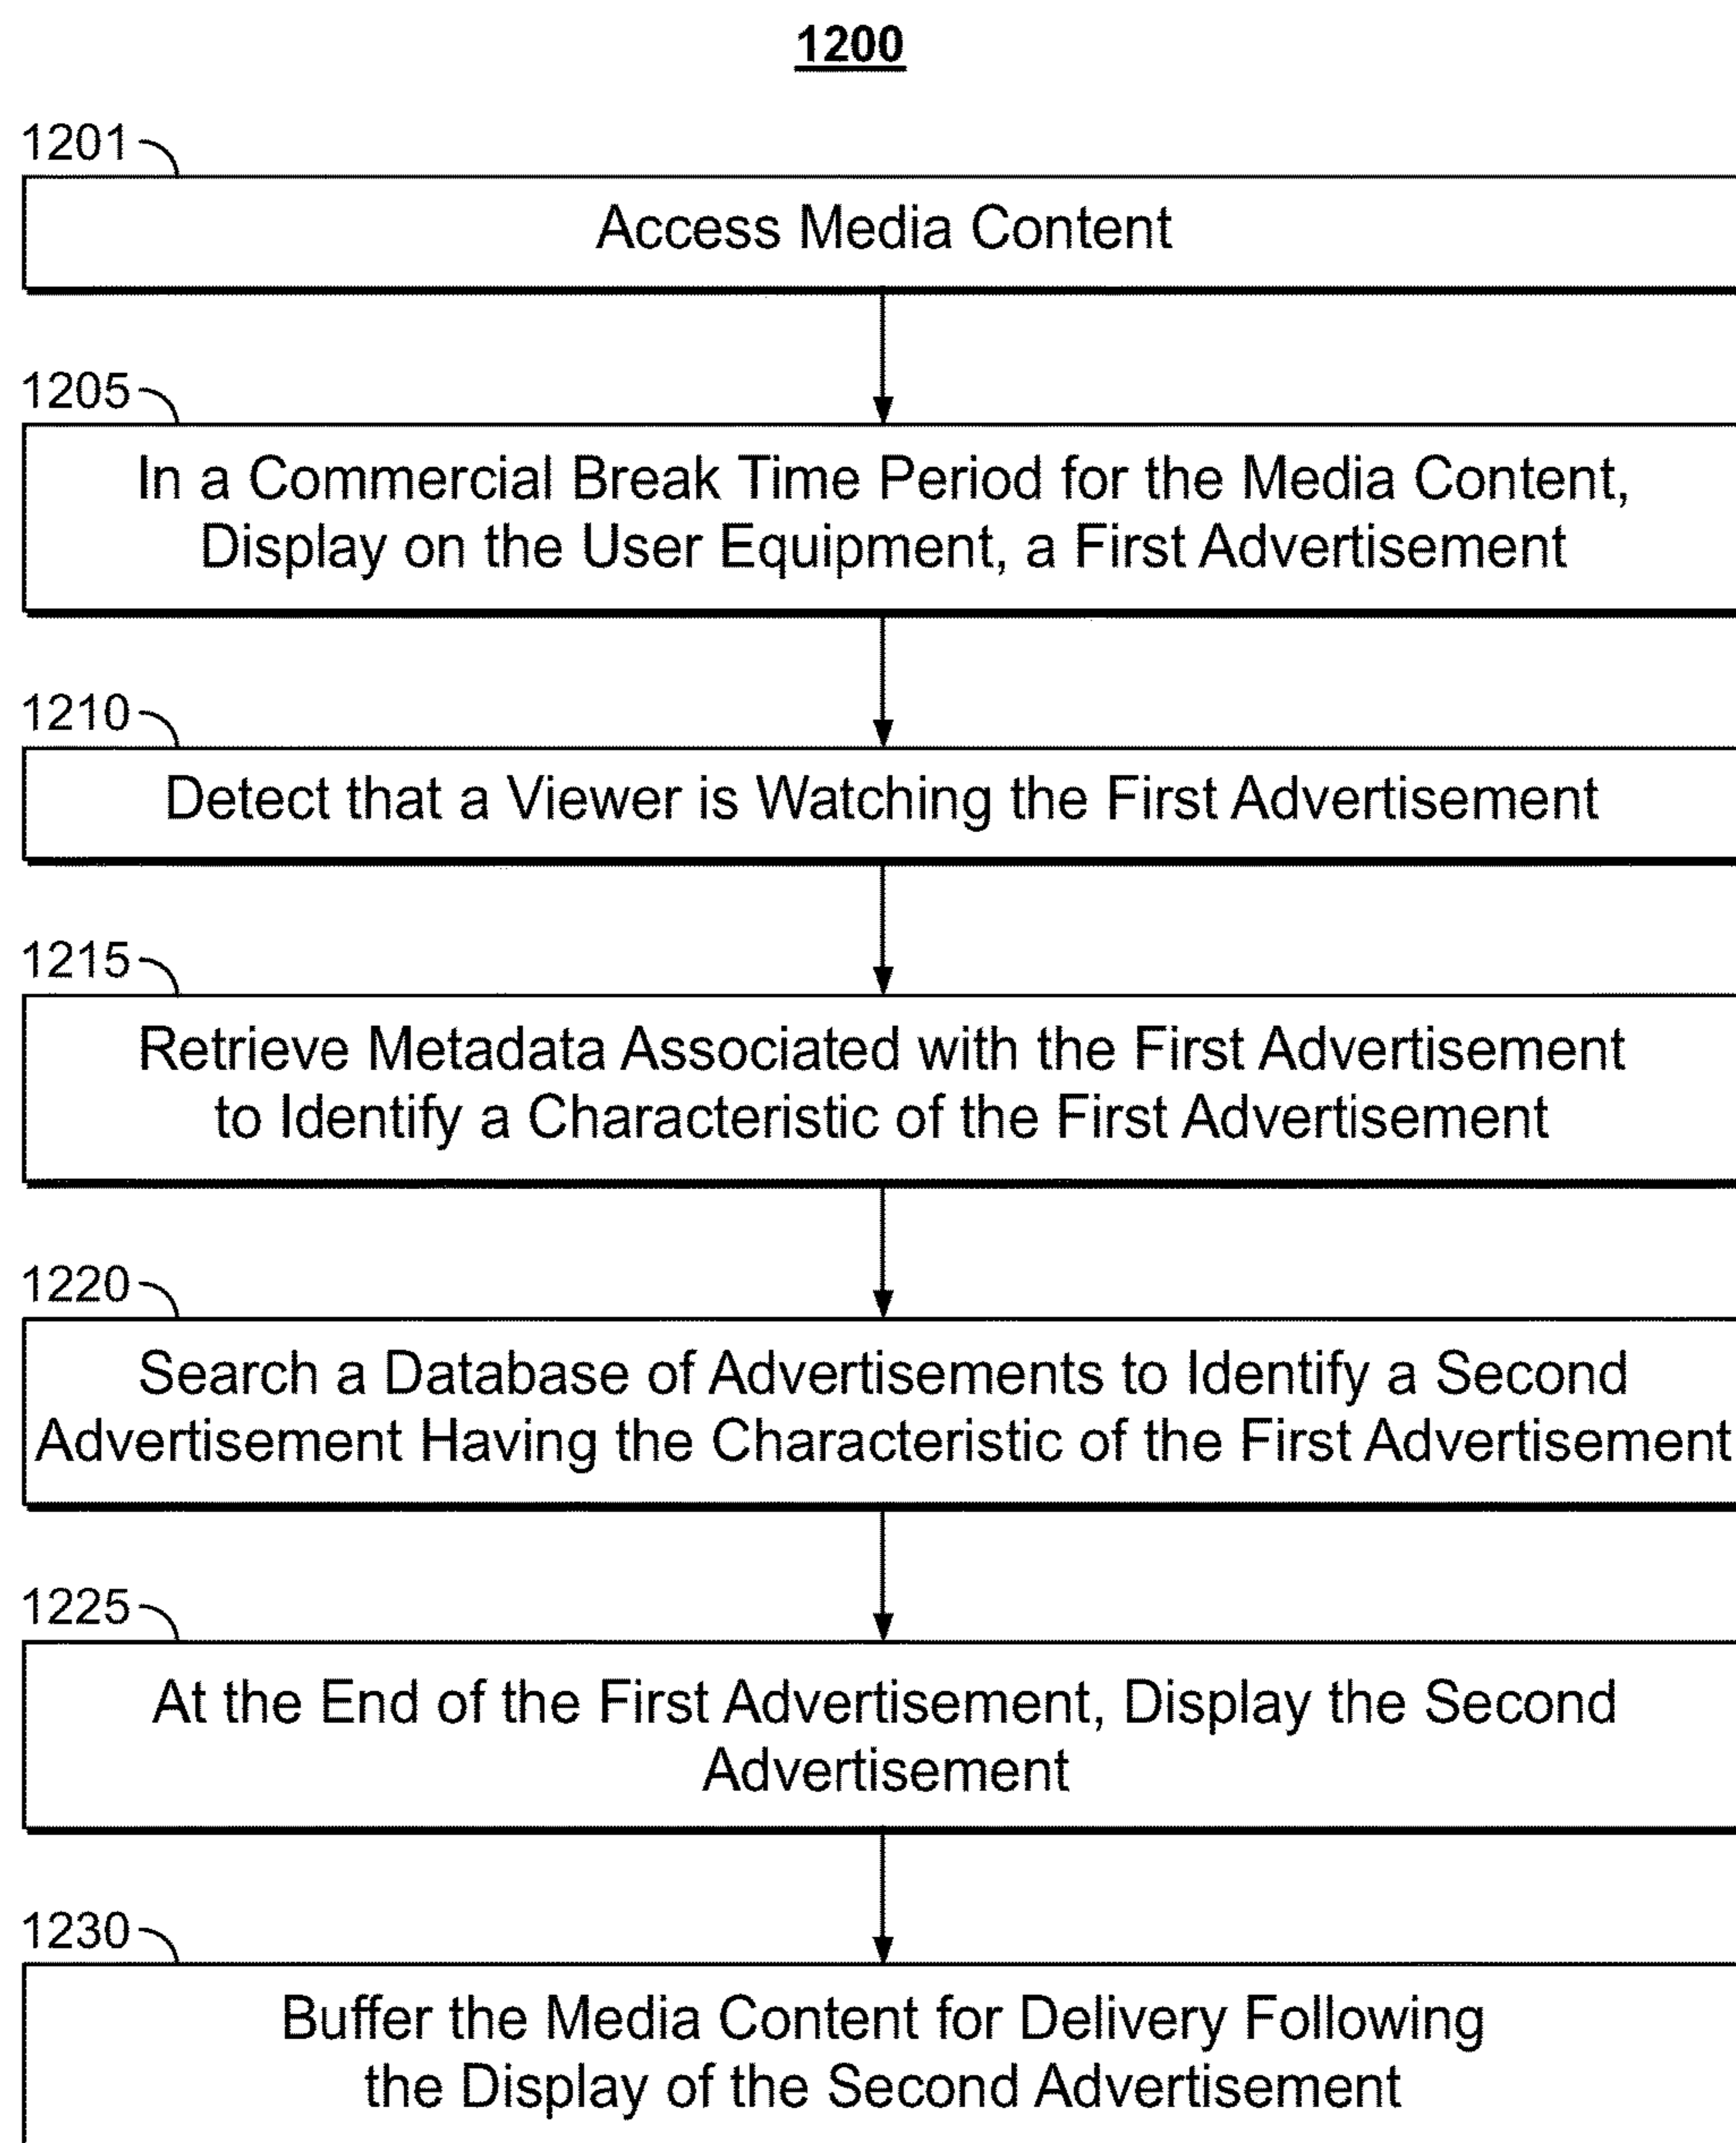 1200
1201
Access Media Content
1205
In a Commercial Break Time Period for the Media Content,
Display on the User Equipment, a First Advertisement
1210
Detect that a Viewer is Watching the First Advertisement
1215
Retrieve Metadata Associated with the First Advertisement
to Identify a Characteristic of the First Advertisement
1220
Search a Database of Advertisements to Identify a Second
Advertisement Having the Characteristic of the First Advertisement
1225
At the End of the First Advertisement, Display the Second
Advertisement
1230
Buffer the Media Content for Delivery Following
the Display of the Second Advertisement